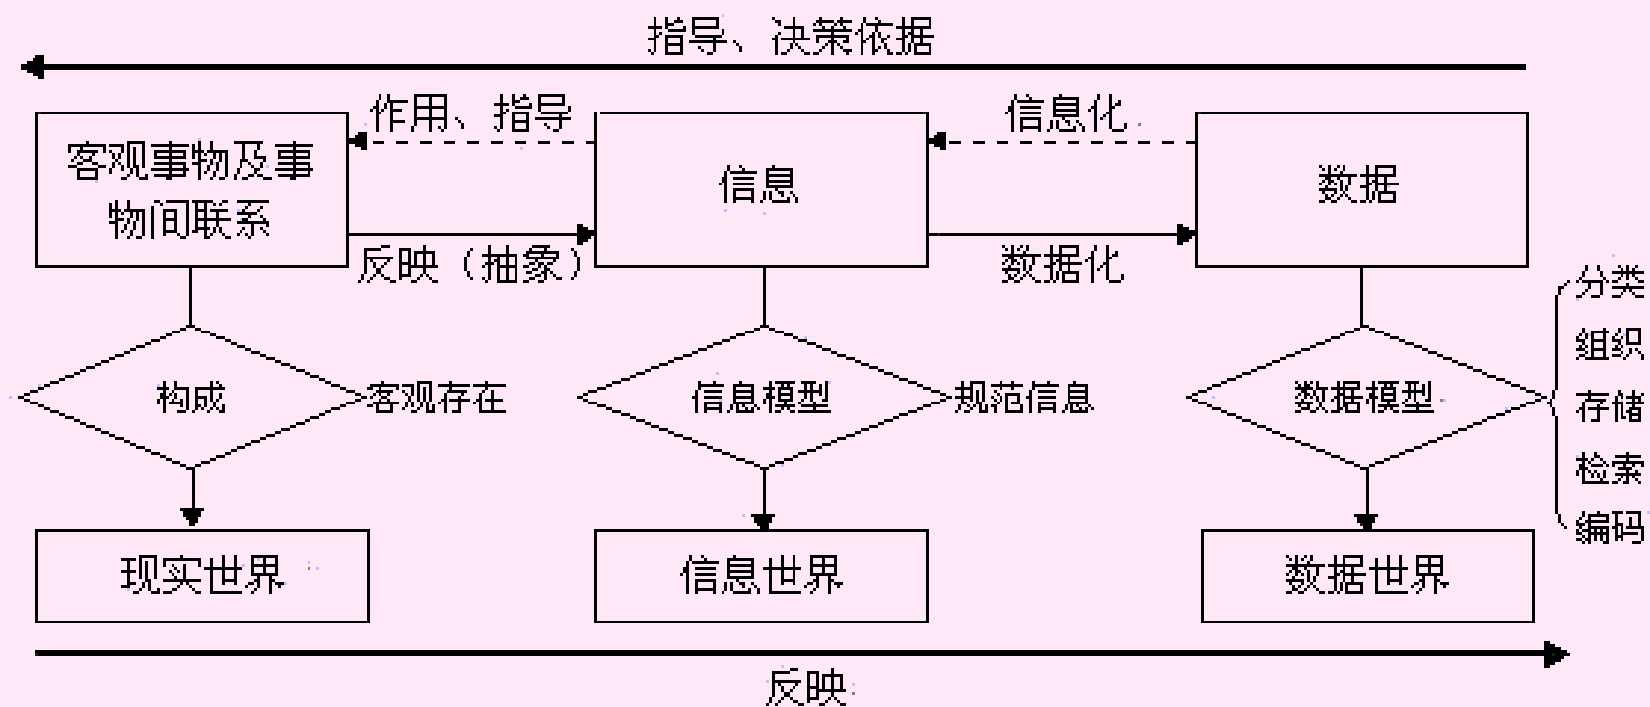 指导、决策依据
作用、指导
信息化
客观事物及事
物间联系
信息
数据
反映（抽象）
数据化
构成
客观存在
信息模型
规范信息
数据模型
分类
组织
存储
检索
编码
现实世界
信息世界
数据世界
反映